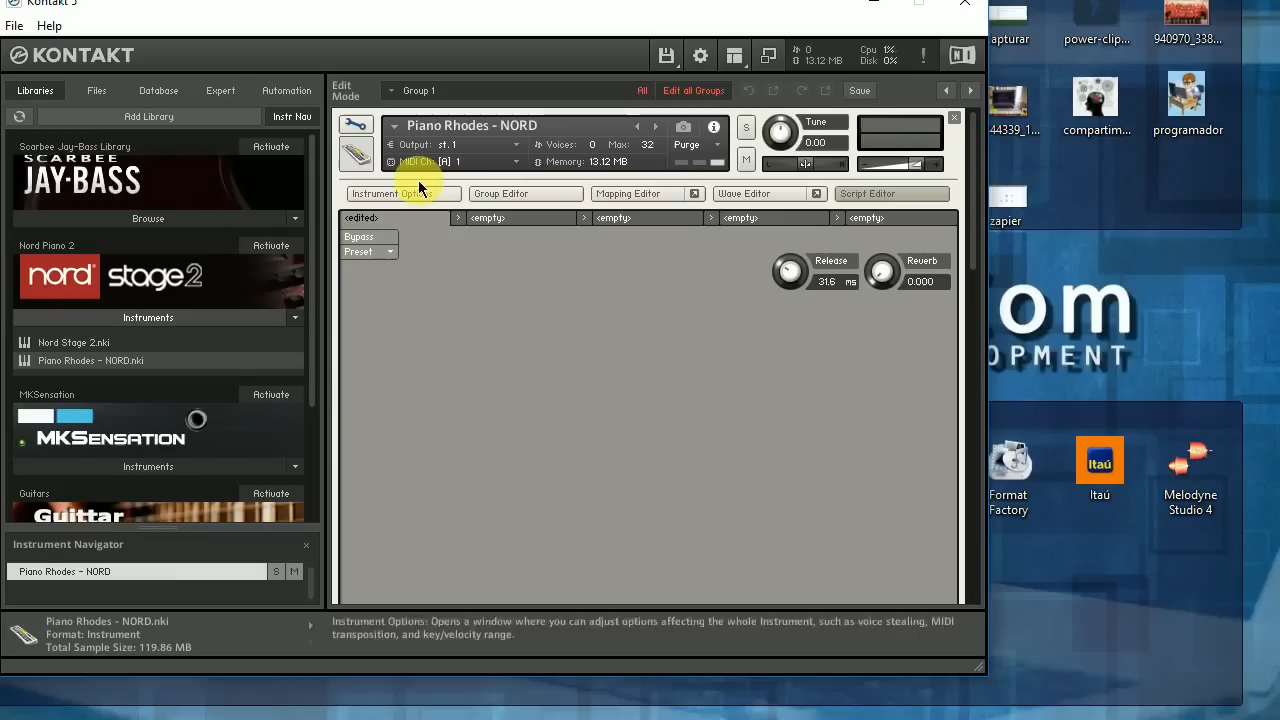 Kontakt 5
File Help
KONTAKT
0
13.12 MB
Cpu 1%
Disk 0%
!
NI
Libraries Files Database Expert Automation
Add Library Instr Nav
Edit Mode
Group 1 All Edit all Groups Save
Scarbee Jay-Bass Library Activate
SCARBEE
JAY-BASS
Browse
Nord Piano 2 Activate
nord stage2
Instruments
Nord Stage 2.nki
Piano Rhodes - NORD.nki
MKSensation Activate
MKSENSATION
Instruments
Guitars Activate
Guittar
Instrument Navigator ×
Piano Rhodes - NORD S M
Piano Rhodes - NORD.nki
Format: Instrument
Total Sample Size: 119.86 MB
Piano Rhodes - NORD
Output: st.1 Voices: 0 Max: 32 Purge
MIDI Ch: [A] 1 Memory: 13.12 MB
S
M
Tune
0.00
L R
- +
Instrument Options Group Editor Mapping Editor Wave Editor Script Editor
<edited> > <empty> > <empty> > <empty> > <empty>
Bypass
Preset
Release
31.6 ms
Reverb
0.000
Instrument Options: Opens a window where you can adjust options affecting the whole Instrument, such as voice stealing, MIDI
transposition, and key/velocity range.
apturar power-clip... 940970_338...
44339_1... compartim... programador
zapier
om
OPMENT
Itaú
Format Factory
Itaú
Melodyne Studio 4